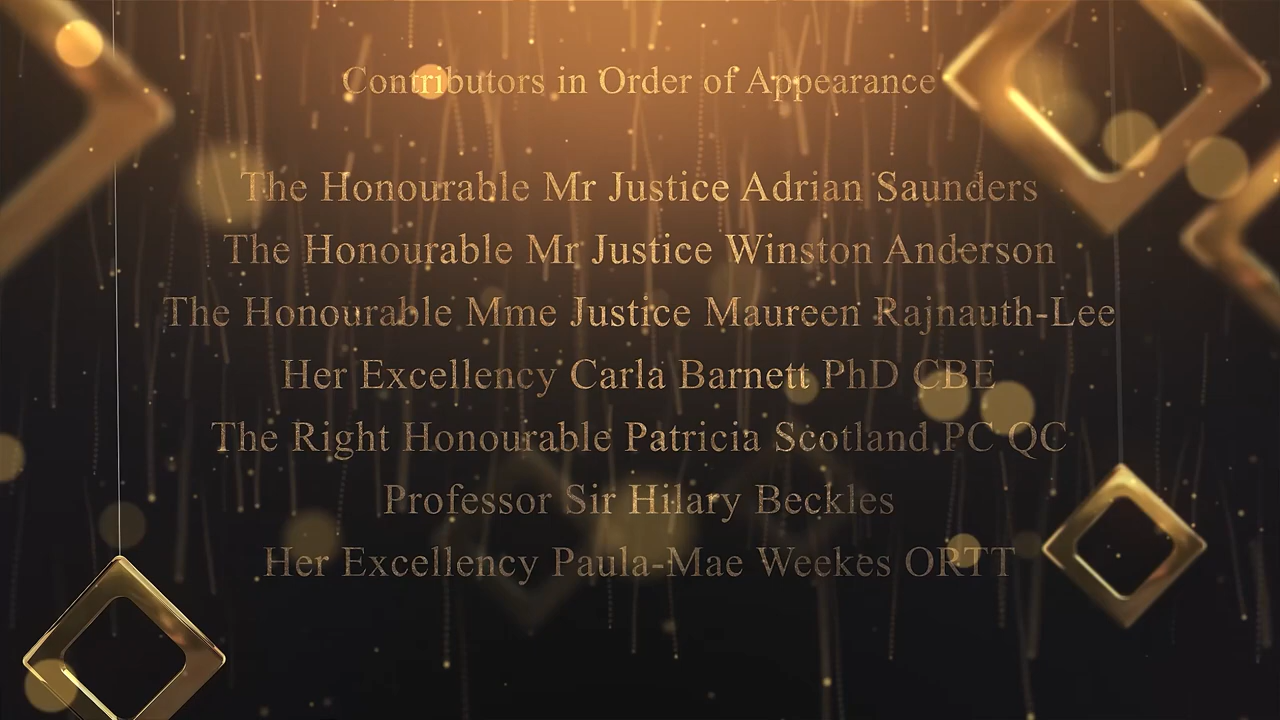 Contributors in Order of Appearance
The Honourable Mr Justice Adrian Saunders
The Honourable Mr Justice Winston Anderson
The Honourable Mme Justice Maureen Rajnauth-Lee
Her Excellency Carla Barnett PhD CBE
The Right Honourable Patricia Scotland PC QC
Professor Sir Hilary Beckles
Her Excellency Paula-Mae Weekes ORTT